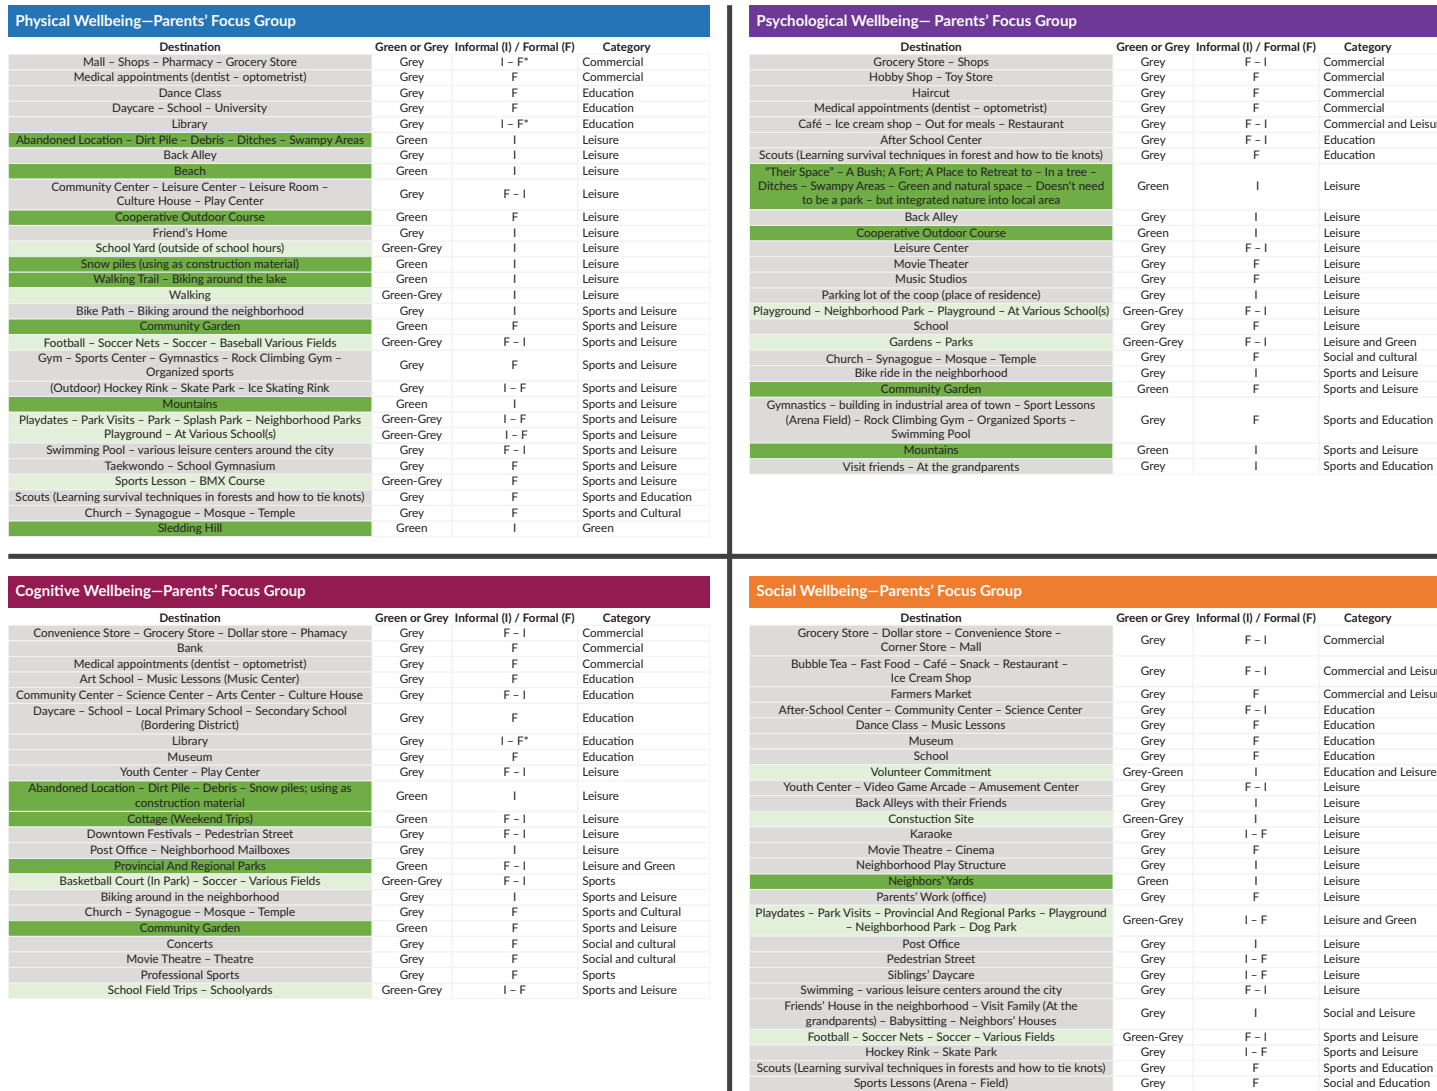 Physical Wellbeing—Parents’ Focus Group
Destination Green or Grey Informal (I) / Formal (F) Category
Mall – Shops – Pharmacy – Grocery Store Grey I – F* Commercial
Medical appointments (dentist – optometrist) Grey F Commercial
Dance Class Grey F Education
Daycare – School – University Grey F Education
Library Grey I – F* Education
Abandoned Location – Dirt Pile – Debris – Ditches – Swampy Areas Green I Leisure
Back Alley Grey I Leisure
Beach Green I Leisure
Community Center – Leisure Center – Leisure Room –
Culture House – Play Center Grey F – I Leisure
Cooperative Outdoor Course Green F Leisure
Friend’s Home Grey I Leisure
School Yard (outside of school hours) Green-Grey I Leisure
Snow piles (using as construction material) Green I Leisure
Walking Trail – Biking around the lake Green I Leisure
Walking Green-Grey I Leisure
Bike Path – Biking around the neighborhood Grey I Sports and Leisure
Community Garden Green F Sports and Leisure
Football – Soccer Nets – Soccer – Baseball Various Fields Green-Grey F – I Sports and Leisure
Gym – Sports Center – Gymnastics – Rock Climbing Gym –
Organized sports Grey F Sports and Leisure
(Outdoor) Hockey Rink – Skate Park – Ice Skating Rink Grey I – F Sports and Leisure
Mountains Green I Sports and Leisure
Playdates – Park Visits – Park – Splash Park – Neighborhood Parks Green-Grey I – F Sports and Leisure
Playground – At Various School(s) Green-Grey I – F Sports and Leisure
Swimming Pool – various leisure centers around the city Grey F – I Sports and Leisure
Taekwondo – School Gymnasium Grey F Sports and Leisure
Sports Lesson – BMX Course Green-Grey F Sports and Leisure
Scouts (Learning survival techniques in forests and how to tie knots) Grey F Sports and Education
Church – Synagogue – Mosque – Temple Grey F Sports and Cultural
Sledding Hill Green I Green
Psychological Wellbeing— Parents’ Focus Group
Destination Green or Grey Informal (I) / Formal (F) Category
Grocery Store – Shops Grey F – I Commercial
Hobby Shop – Toy Store Grey F Commercial
Haircut Grey F Commercial
Medical appointments (dentist – optometrist) Grey F Commercial
Café – Ice cream shop – Out for meals – Restaurant Grey F – I Commercial and Leisu
After School Center Grey F – I Education
Scouts (Learning survival techniques in forest and how to tie knots) Grey F Education
“Their Space” – A Bush; A Fort; A Place to Retreat to – In a tree –
Ditches – Swampy Areas – Green and natural space – Doesn’t need Green I Leisure
to be a park – but integrated nature into local area
Back Alley Grey I Leisure
Cooperative Outdoor Course Green I Leisure
Leisure Center Grey F – I Leisure
Movie Theater Grey F Leisure
Music Studios Grey F Leisure
Parking lot of the coop (place of residence) Grey I Leisure
Playground – Neighborhood Park – Playground – At Various School(s) Green-Grey F – I Leisure
School Grey F Leisure
Gardens – Parks Green-Grey F – I Leisure and Green
Church – Synagogue – Mosque – Temple Grey F Social and cultural
Bike ride in the neighborhood Grey I Sports and Leisure
Community Garden Green F Sports and Leisure
Gymnastics – building in industrial area of town – Sport Lessons
(Arena Field) – Rock Climbing Gym – Organized Sports – Grey F Sports and Education
Swimming Pool
Mountains Green I Sports and Leisure
Visit friends – At the grandparents Grey I Sports and Education
Cognitive Wellbeing—Parents’ Focus Group
Destination Green or Grey Informal (I) / Formal (F) Category
Convenience Store – Grocery Store – Dollar store – Phamacy Grey F – I Commercial
Bank Grey F Commercial
Medical appointments (dentist – optometrist) Grey F Commercial
Art School – Music Lessons (Music Center) Grey F Education
Community Center – Science Center – Arts Center – Culture House Grey F – I Education
Daycare – School – Local Primary School – Secondary School
(Bordering District) Grey F Education
Library Grey I – F* Education
Museum Grey F Education
Youth Center – Play Center Grey F – I Leisure
Abandoned Location – Dirt Pile – Debris – Snow piles; using as
construction material Green I Leisure
Cottage (Weekend Trips) Green F – I Leisure
Downtown Festivals – Pedestrian Street Grey F – I Leisure
Post Office – Neighborhood Mailboxes Grey I Leisure
Provincial And Regional Parks Green F – I Leisure and Green
Basketball Court (In Park) – Soccer – Various Fields Green-Grey F – I Sports
Biking around in the neighborhood Grey I Sports and Leisure
Church – Synagogue – Mosque – Temple Grey F Sports and Cultural
Community Garden Green F Sports and Leisure
Concerts Grey F Social and cultural
Movie Theatre – Theatre Grey F Social and cultural
Professional Sports Grey F Sports
School Field Trips – Schoolyards Green-Grey I – F Sports and Leisure
Social Wellbeing—Parents’ Focus Group
Destination Green or Grey Informal (I) / Formal (F) Category
Grocery Store – Dollar store – Convenience Store –
Corner Store – Mall Grey F – I Commercial
Bubble Tea – Fast Food – Café – Snack – Restaurant –
Ice Cream Shop Grey F – I Commercial and Leisu
Farmers Market Grey F Commercial and Leisu
After-School Center – Community Center – Science Center Grey F – I Education
Dance Class – Music Lessons Grey F Education
Museum Grey F Education
School Grey F Education
Volunteer Commitment Grey-Green I Education and Leisure
Youth Center – Video Game Arcade – Amusement Center Grey F – I Leisure
Back Alleys with their Friends Grey I Leisure
Constuction Site Green-Grey I Leisure
Karaoke Grey I – F Leisure
Movie Theatre – Cinema Grey F Leisure
Neighborhood Play Structure Grey I Leisure
Neighbors’ Yards Green I Leisure
Parents’ Work (office) Grey F Leisure
Playdates – Park Visits – Provincial And Regional Parks – Playground
– Neighborhood Park – Dog Park Green-Grey I – F Leisure and Green
Post Office Grey I Leisure
Pedestrian Street Grey I – F Leisure
Siblings’ Daycare Grey I – F Leisure
Swimming – various leisure centers around the city Grey F – I Leisure
Friends’ House in the neighborhood – Visit Family (At the
grandparents) – Babysitting – Neighbors’ Houses Grey I Social and Leisure
Football – Soccer Nets – Soccer – Various Fields Green-Grey F – I Sports and Leisure
Hockey Rink – Skate Park Grey I – F Sports and Leisure
Scouts (Learning survival techniques in forests and how to tie knots) Grey F Sports and Education
Sports Lessons (Arena – Field) Grey F Social and Education